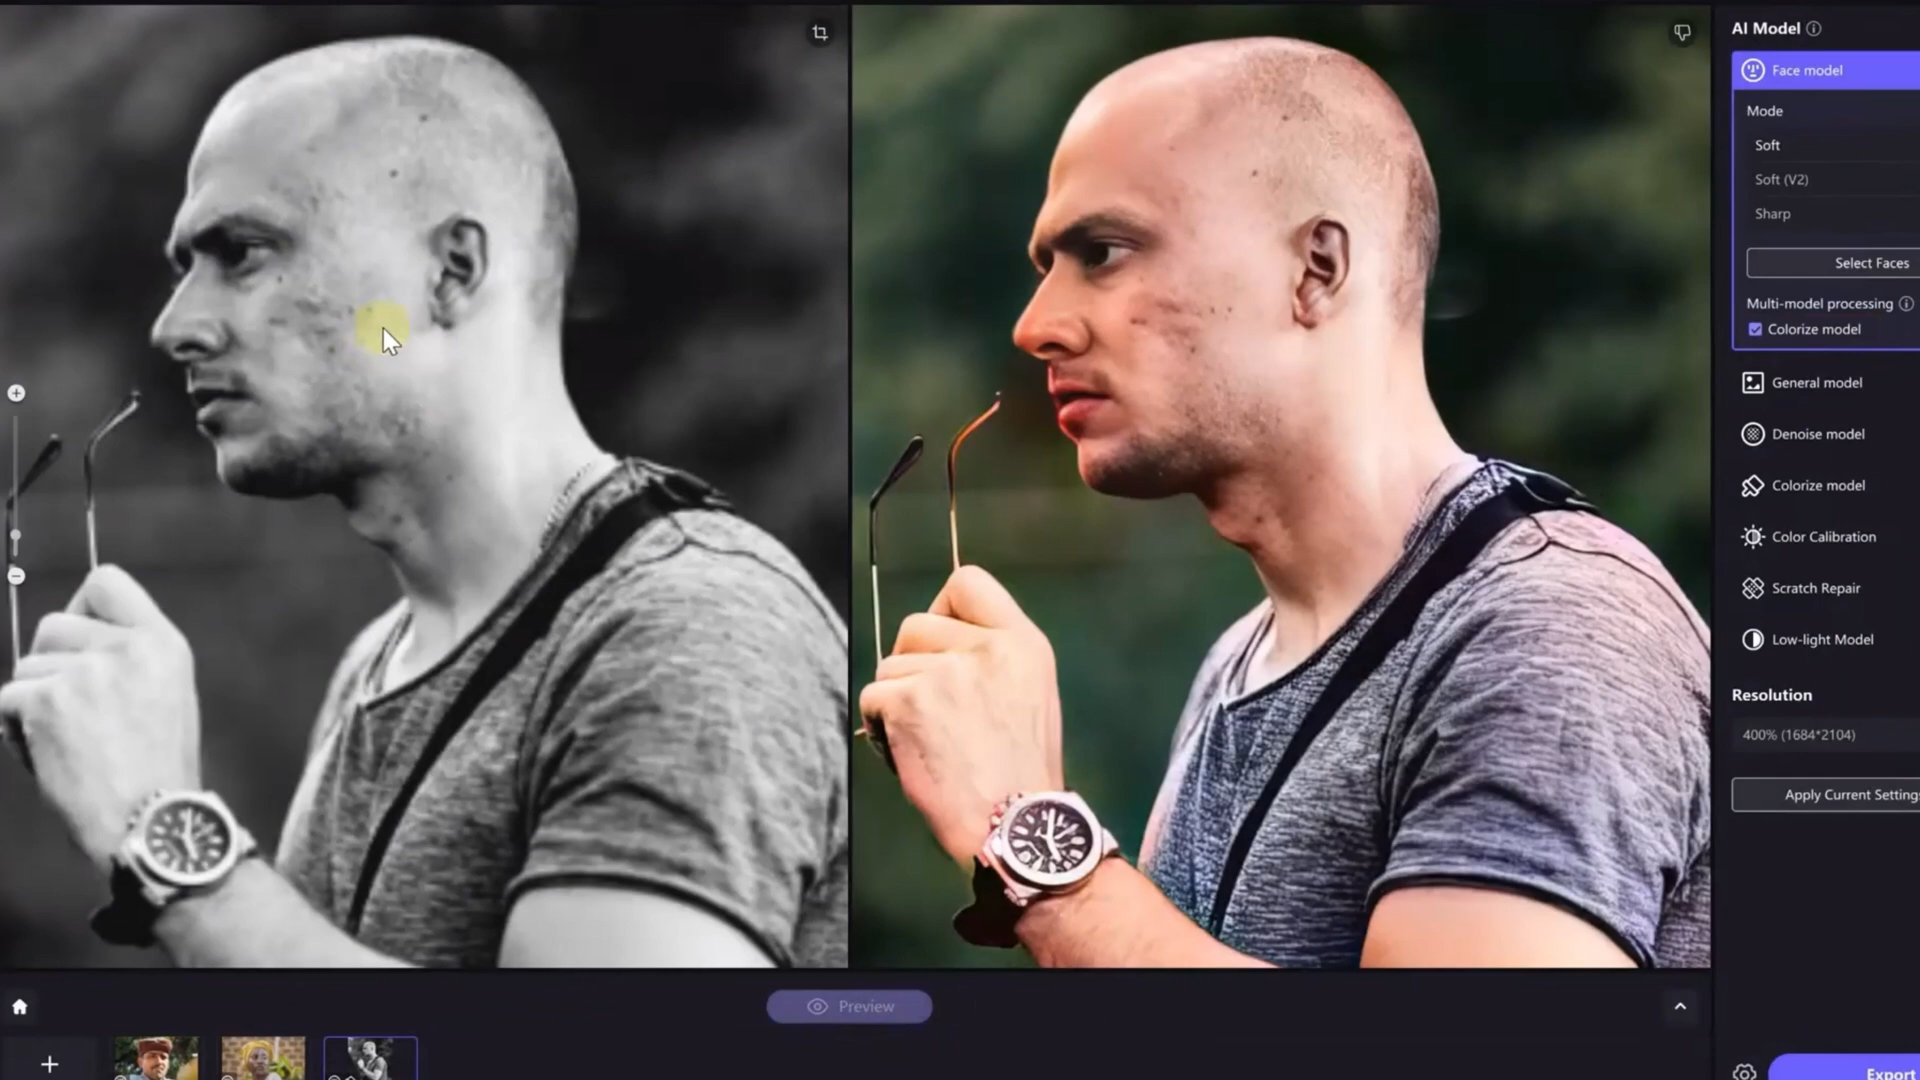 AI Model
Face model
Mode
Soft
Soft (V2)
Sharp
Select Faces
Multi-model processing
Colorize model
General model
Denoise model
Colorize model
Color Calibration
Scratch Repair
Low-light Model
Resolution
400% (1684*2104)
Apply Current Settings
Preview
Export